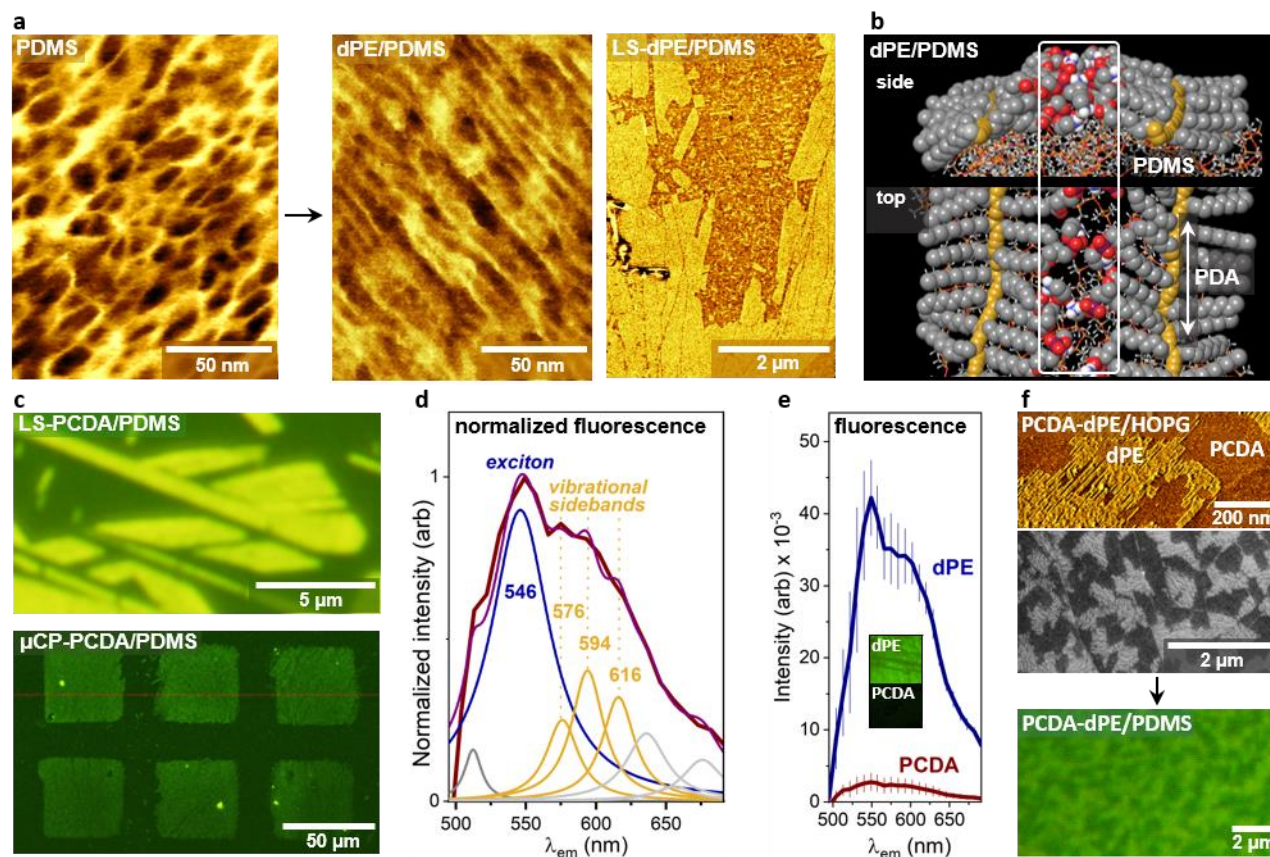 a
PDMS
50 nm
dPE/PDMS
50 nm
LS-dPE/PDMS
2 µm
b
dPE/PDMS
side
PDMS
top
PDA
c
LS-PCDA/PDMS
5 µm
µCP-PCDA/PDMS
50 µm
d
normalized fluorescence
exciton
vibrational
sidebands
546
576
594
616
1
0
Normalized intensity (arb)
500
550
600
650
λem (nm)
e
fluorescence
50
40
30
20
10
0
Intensity (arb) x 10-3
dPE
dPE
PCDA
PCDA
500
550
600
650
λem (nm)
f
PCDA-dPE/HOPG
dPE
PCDA
200 nm
2 µm
PCDA-dPE/PDMS
2 µm